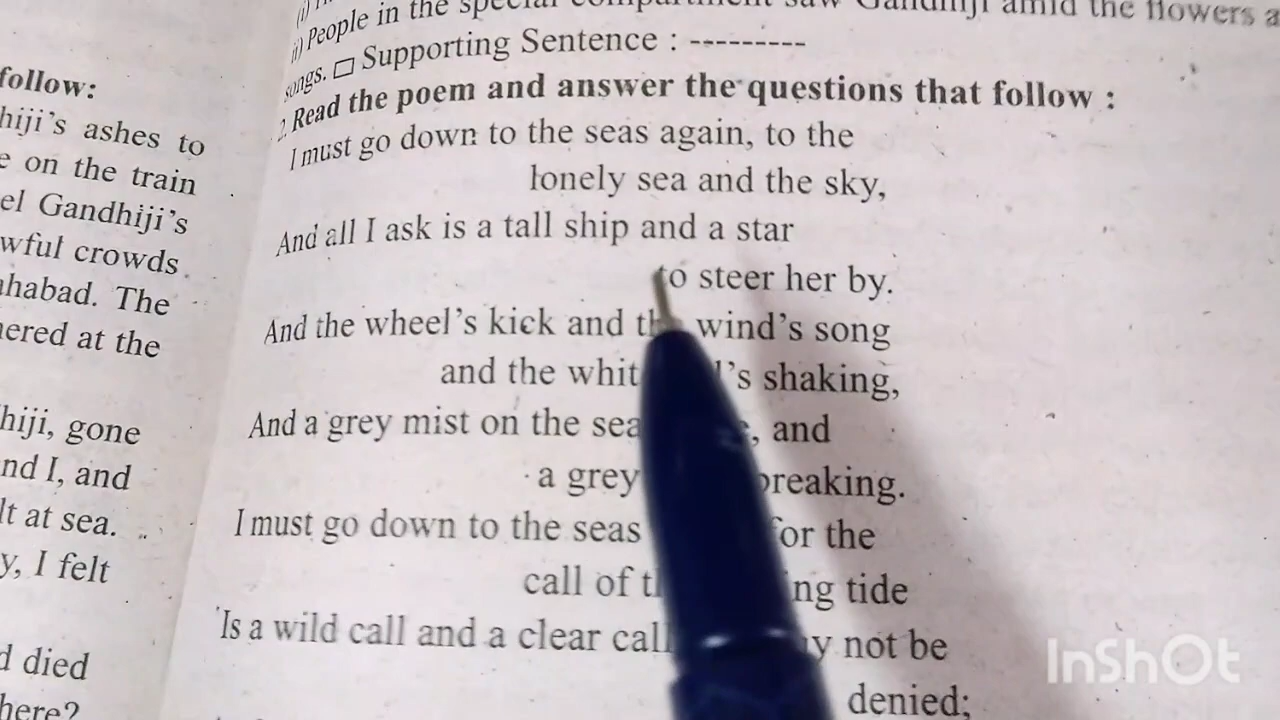 follow:
hiji's ashes to
e on the train
el Gandhiji's
wful crowds
ahabad. The
hered at the
hiji, gone
nd I, and
lt at sea.
y, I felt
d died
here?
ii) People in the special compartment saw Gandhiji amid the flowers a
songs. □ Supporting Sentence : ---------
2. Read the poem and answer the questions that follow :
I must go down to the seas again, to the
lonely sea and the sky,
And all I ask is a tall ship and a star
to steer her by.
And the wheel's kick and the wind's song
and the whit 's shaking,
And a grey mist on the sea , and
a grey breaking.
I must go down to the seas for the
call of t ng tide
Is a wild call and a clear call y not be
denied;
InShOt